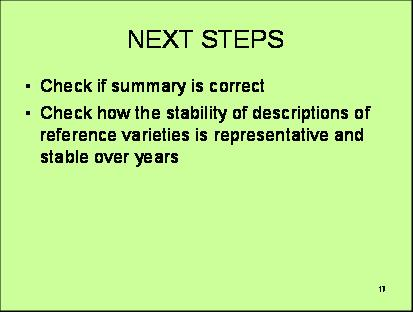 NEXT STEPS
• Check if summary is correct
• Check how the stability of descriptions of
reference varieties is representative and
stable over years